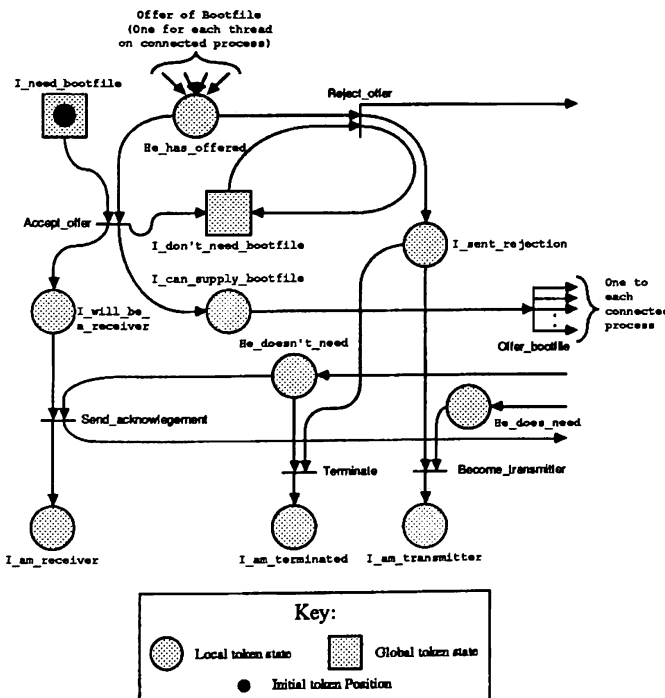 Offer of Bootfile
(One for each thread
on connected process)
I_need_bootfile
Reject_offer
He_has_offered
Accept_offer
I_don't_need_bootfile
I_sent_rejection
I_can_supply_bootfile
One to
each
connected
process
I_will_be_
a_receiver
Offer_bootfile
He_doesn't_need
He_does_need
Send_acknowlegement
Terminate
Become_transmitter
I_am_receiver
I_am_terminated
I_am_transmitter
Key:
Local token state
Global token state
Initial token Position